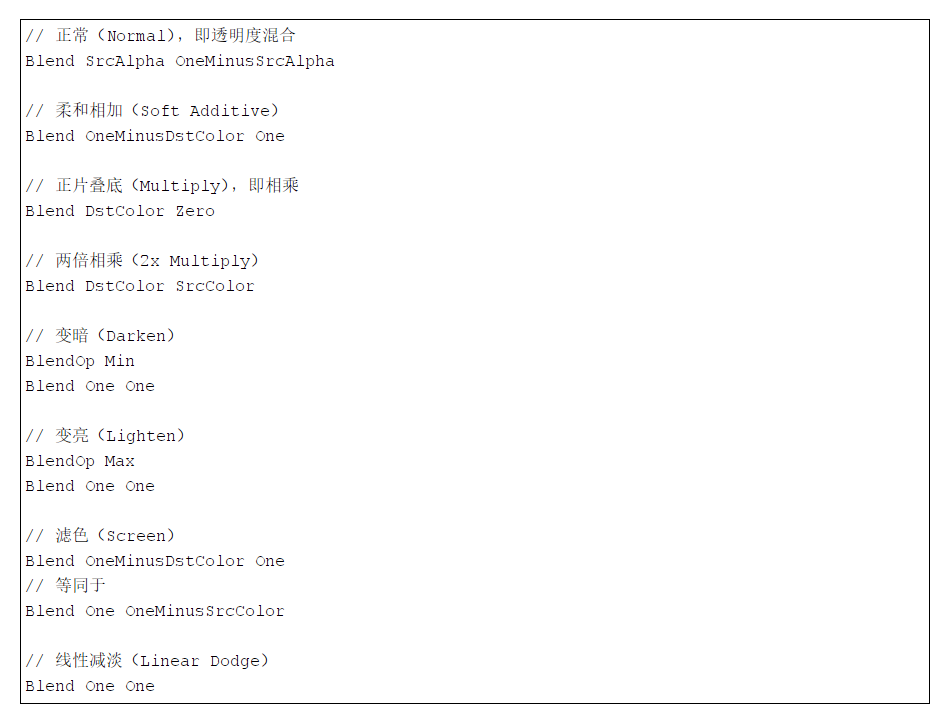 // 正常（Normal），即透明度混合
Blend SrcAlpha OneMinusSrcAlpha
// 柔和相加（Soft Additive）
Blend OneMinusDstColor One
// 正片叠底（Multiply），即相乘
Blend DstColor Zero
// 两倍相乘（2x Multiply）
Blend DstColor SrcColor
// 变暗（Darken）
BlendOp Min
Blend One One
// 变亮（Lighten）
BlendOp Max
Blend One One
// 滤色（Screen）
Blend OneMinusDstColor One
// 等同于
Blend One OneMinusSrcColor
// 线性减淡（Linear Dodge）
Blend One One